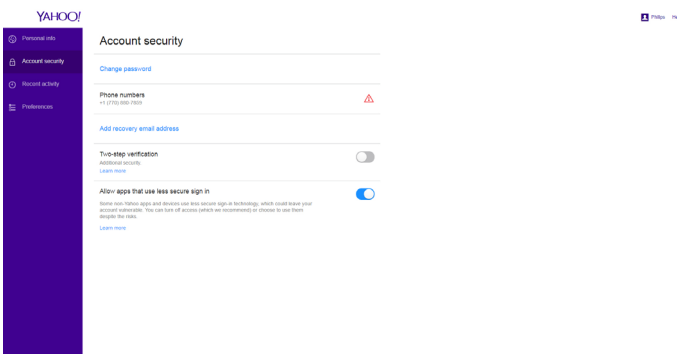 YAHOO!
Philips
Personal info
Account security
Recent activity
Preferences
Account security
Change password
Phone numbers
Add recovery email address
Two-step verification
Additional security.
Learn more
Allow apps that use less secure sign in
Some non-Yahoo apps and devices use less secure sign-in technology, which could leave your
account vulnerable. You can turn off access (which we recommend) or choose to use them
despite the risks.
Learn more